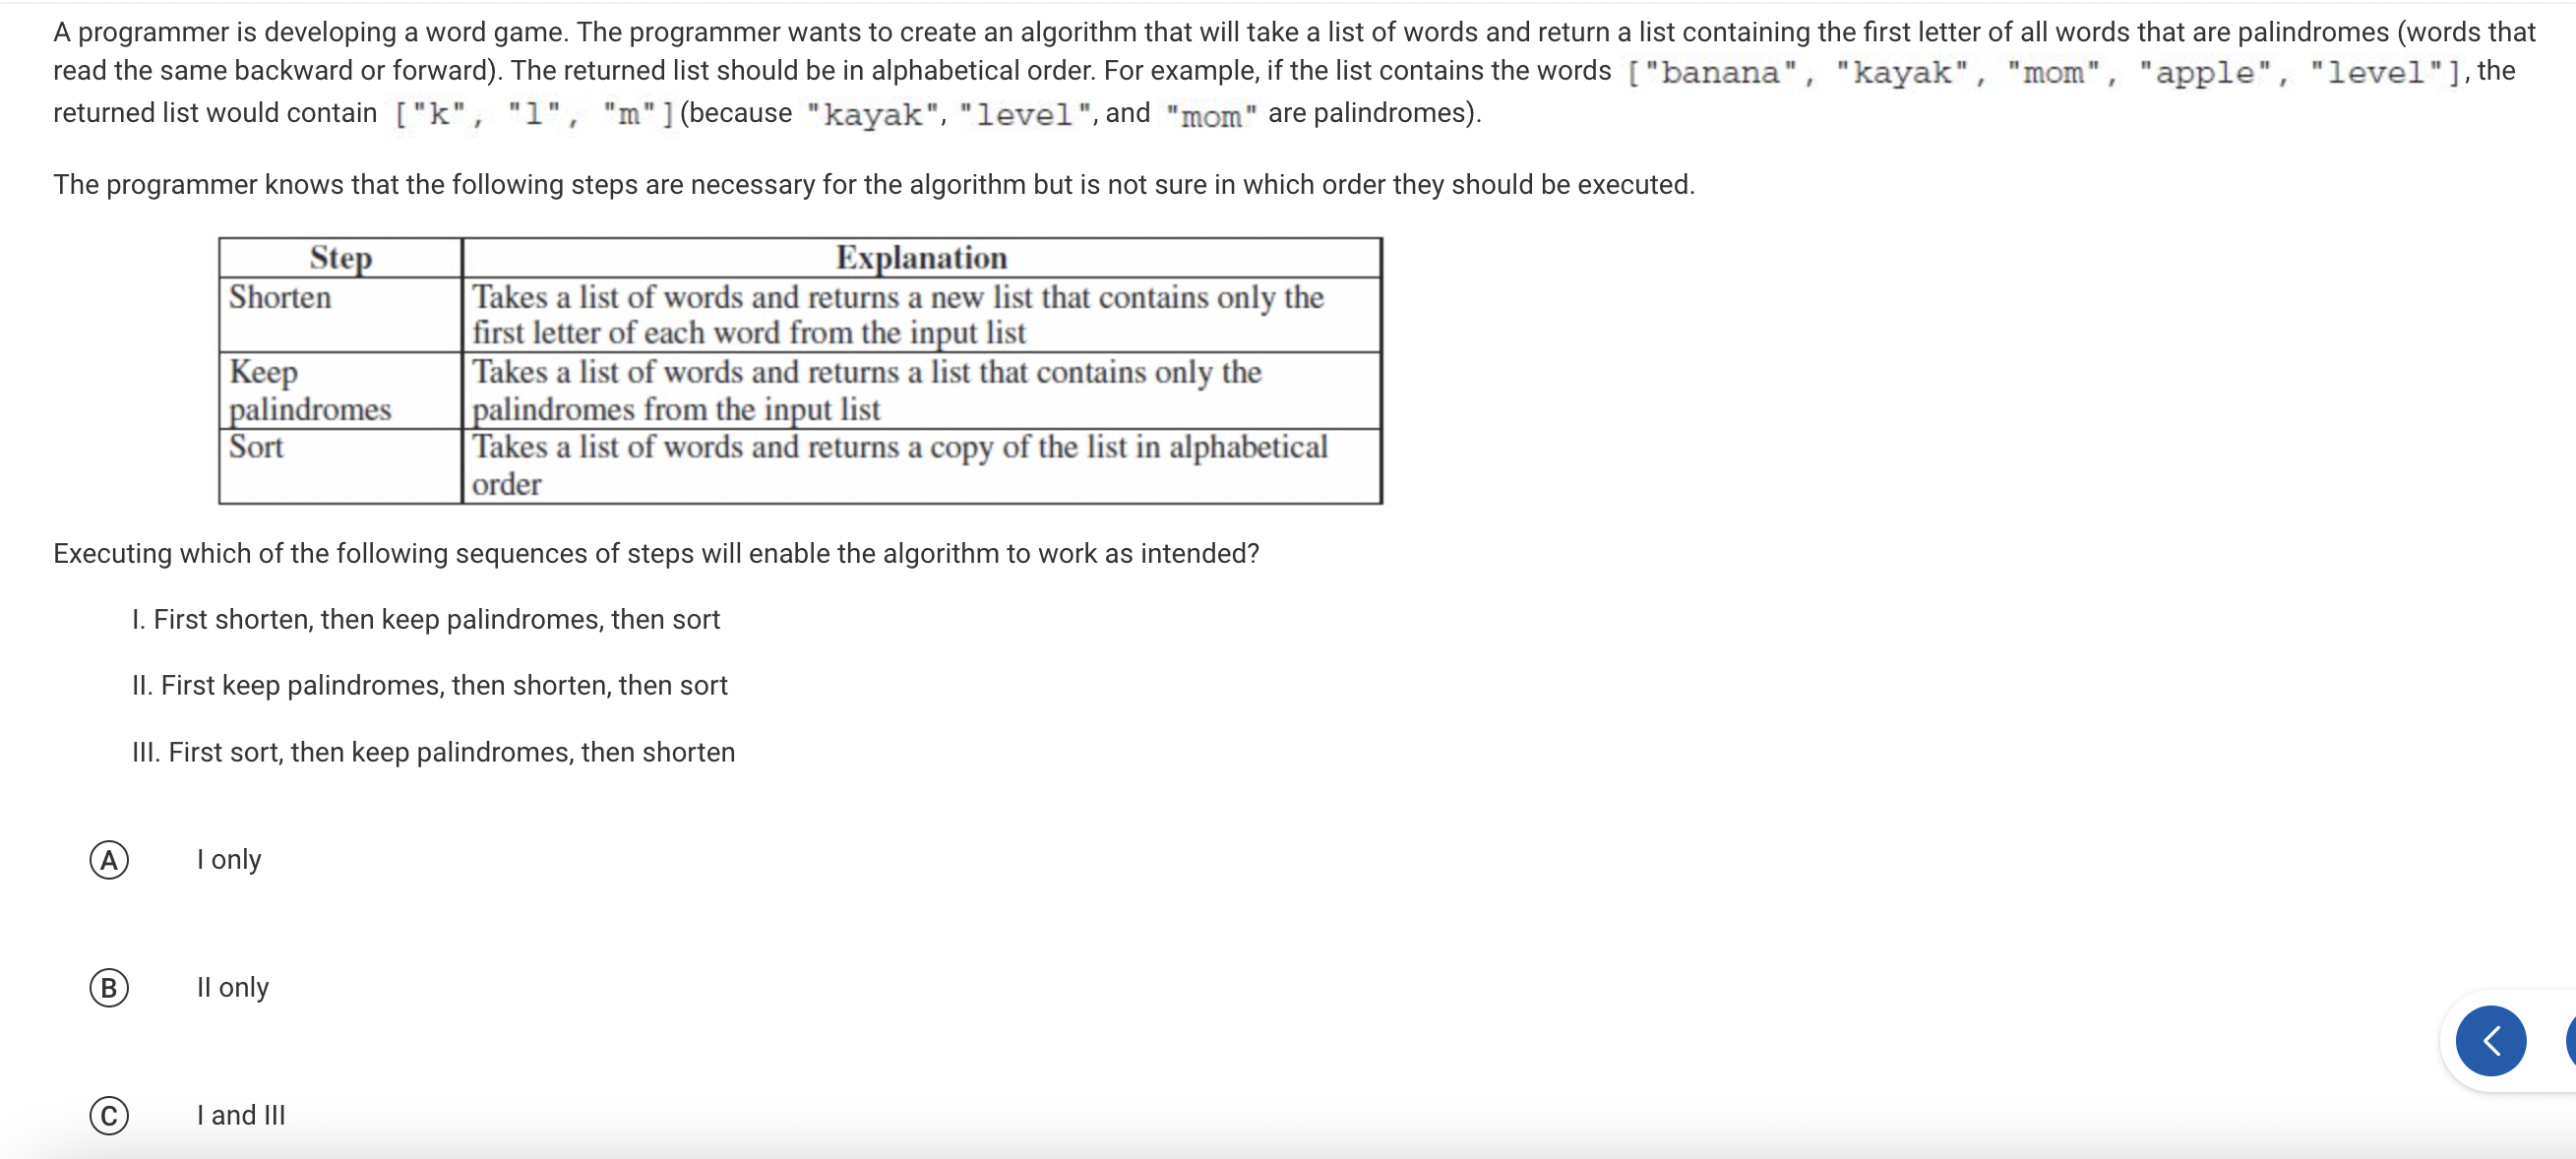 A programmer is developing a word game. The programmer wants to create an algorithm that will take a list of words and return a list containing the first letter of all words that are palindromes (words that
read the same backward or forward). The returned list should be in alphabetical order. For example, if the list contains the words ["banana", "kayak", "mom", "apple", "level"], the
returned list would contain ["k", "l", "m"] (because "kayak", "level", and "mom" are palindromes).
The programmer knows that the following steps are necessary for the algorithm but is not sure in which order they should be executed.
Step Explanation
Shorten Takes a list of words and returns a new list that contains only the
first letter of each word from the input list
Keep Takes a list of words and returns a list that contains only the
palindromes palindromes from the input list
Sort Takes a list of words and returns a copy of the list in alphabetical
order
Executing which of the following sequences of steps will enable the algorithm to work as intended?
I. First shorten, then keep palindromes, then sort
II. First keep palindromes, then shorten, then sort
III. First sort, then keep palindromes, then shorten
A I only
B II only
C I and III